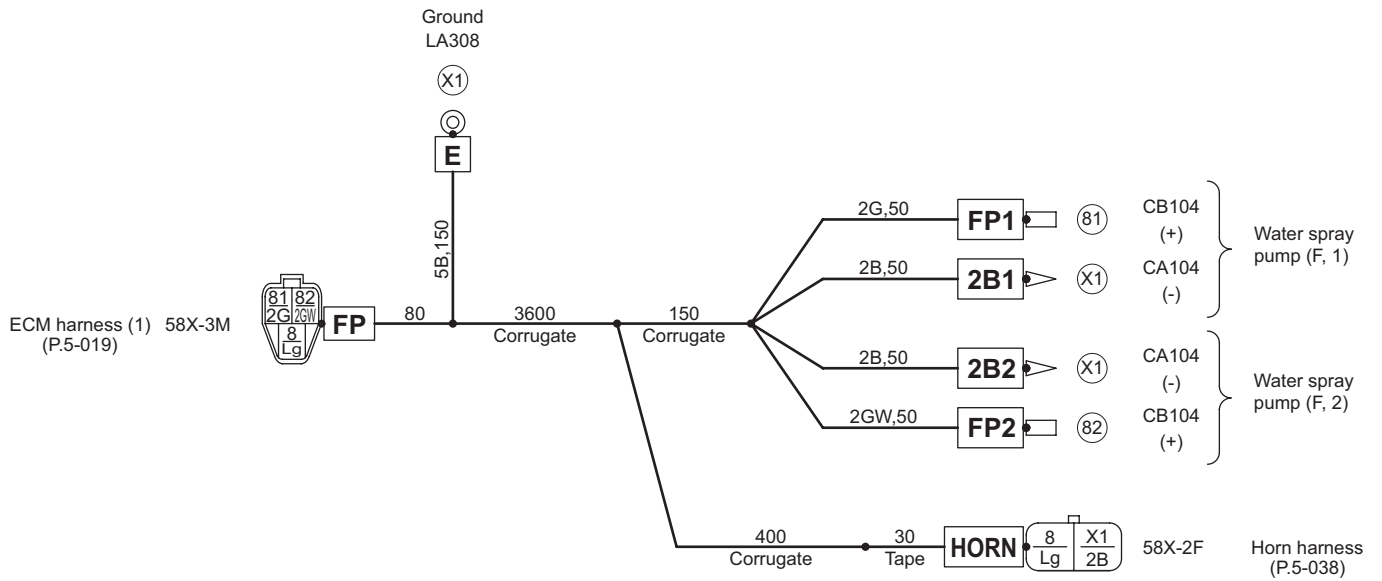 Ground
LA308
X1
E
5B,150
ECM harness (1)
(P.5-019)
58X-3M
81 82
2G 2GW
8
Lg
FP
80
3600
Corrugate
150
Corrugate
2G,50
FP1
81
CB104
(+)
2B,50
2B1
X1
CA104
(-)
Water spray
pump (F, 1)
2B,50
2B2
X1
CA104
(-)
2GW,50
FP2
82
CB104
(+)
Water spray
pump (F, 2)
400
Corrugate
30
Tape
HORN
8 X1
Lg 2B
58X-2F
Horn harness
(P.5-038)